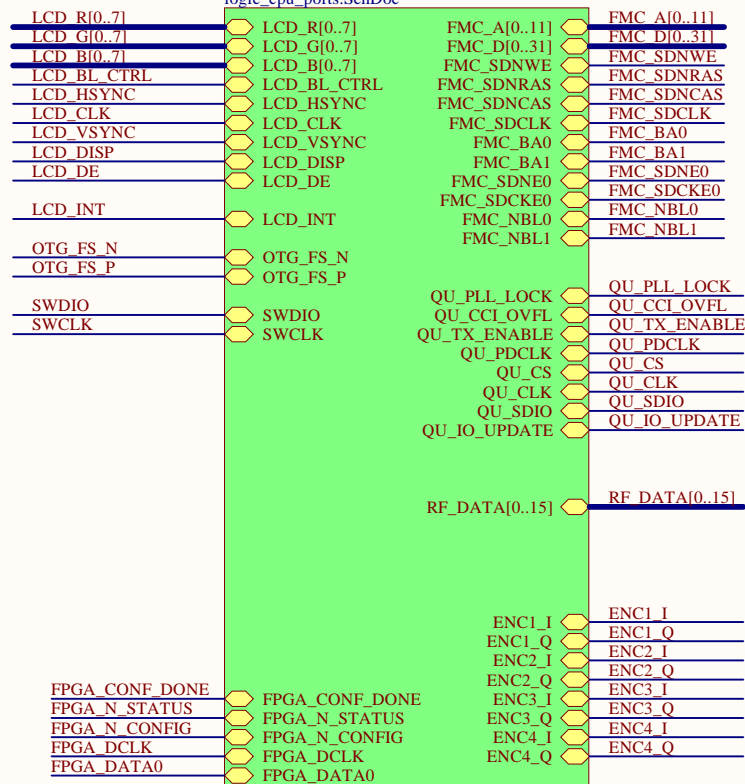 logic_cpu_ports.SchDoc
LCD_R[0..7]
LCD_G[0..7]
LCD_B[0..7]
LCD_BL_CTRL
LCD_HSYNC
LCD_CLK
LCD_VSYNC
LCD_DISP
LCD_DE
LCD_INT
OTG_FS_N
OTG_FS_P
SWDIO
SWCLK
FPGA_CONF_DONE
FPGA_N_STATUS
FPGA_N_CONFIG
FPGA_DCLK
FPGA_DATA0
LCD_R[0..7]
LCD_G[0..7]
LCD_B[0..7]
LCD_BL_CTRL
LCD_HSYNC
LCD_CLK
LCD_VSYNC
LCD_DISP
LCD_DE
LCD_INT
OTG_FS_N
OTG_FS_P
SWDIO
SWCLK
FPGA_CONF_DONE
FPGA_N_STATUS
FPGA_N_CONFIG
FPGA_DCLK
FPGA_DATA0
FMC_A[0..11]
FMC_D[0..31]
FMC_SDNWE
FMC_SDNRAS
FMC_SDNCAS
FMC_SDCLK
FMC_BA0
FMC_BA1
FMC_SDNE0
FMC_SDCKE0
FMC_NBL0
FMC_NBL1
QU_PLL_LOCK
QU_CCI_OVFL
QU_TX_ENABLE
QU_PDCLK
QU_CS
QU_CLK
QU_SDIO
QU_IO_UPDATE
RF_DATA[0..15]
ENC1_I
ENC1_Q
ENC2_I
ENC2_Q
ENC3_I
ENC3_Q
ENC4_I
ENC4_Q
FMC_A[0..11]
FMC_D[0..31]
FMC_SDNWE
FMC_SDNRAS
FMC_SDNCAS
FMC_SDCLK
FMC_BA0
FMC_BA1
FMC_SDNE0
FMC_SDCKE0
FMC_NBL0
FMC_NBL1
QU_PLL_LOCK
QU_CCI_OVFL
QU_TX_ENABLE
QU_PDCLK
QU_CS
QU_CLK
QU_SDIO
QU_IO_UPDATE
RF_DATA[0..15]
ENC1_I
ENC1_Q
ENC2_I
ENC2_Q
ENC3_I
ENC3_Q
ENC4_I
ENC4_Q